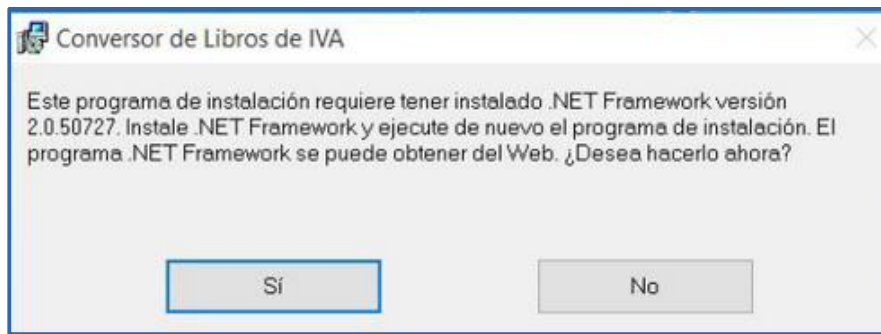 Conversor de Libros de IVA
Este programa de instalación requiere tener instalado .NET Framework versión
2.0.50727. Instale .NET Framework y ejecute de nuevo el programa de instalación. El
programa .NET Framework se puede obtener del Web. ¿Desea hacerlo ahora?
Sí
No